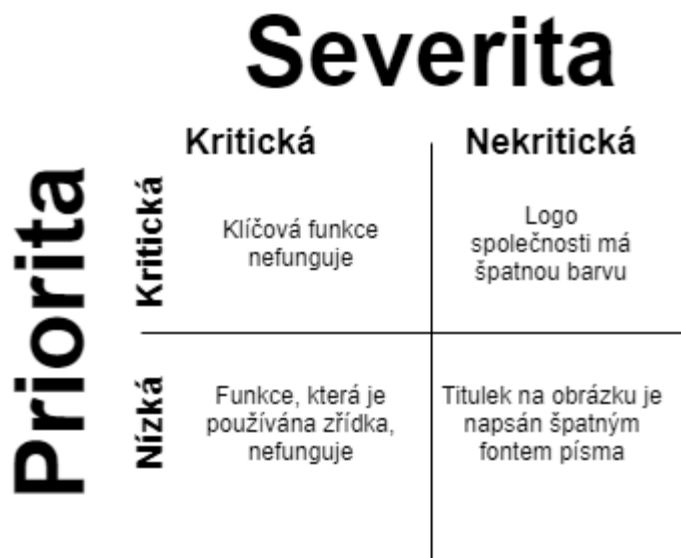 Severita
Kritická
Nekritická
Priorita
Kritická
Klíčová funkce
nefunguje
Logo
společnosti má
špatnou barvu
Nízká
Funkce, která je
používána zřídka,
nefunguje
Titulek na obrázku je
napsán špatným
fontem písma